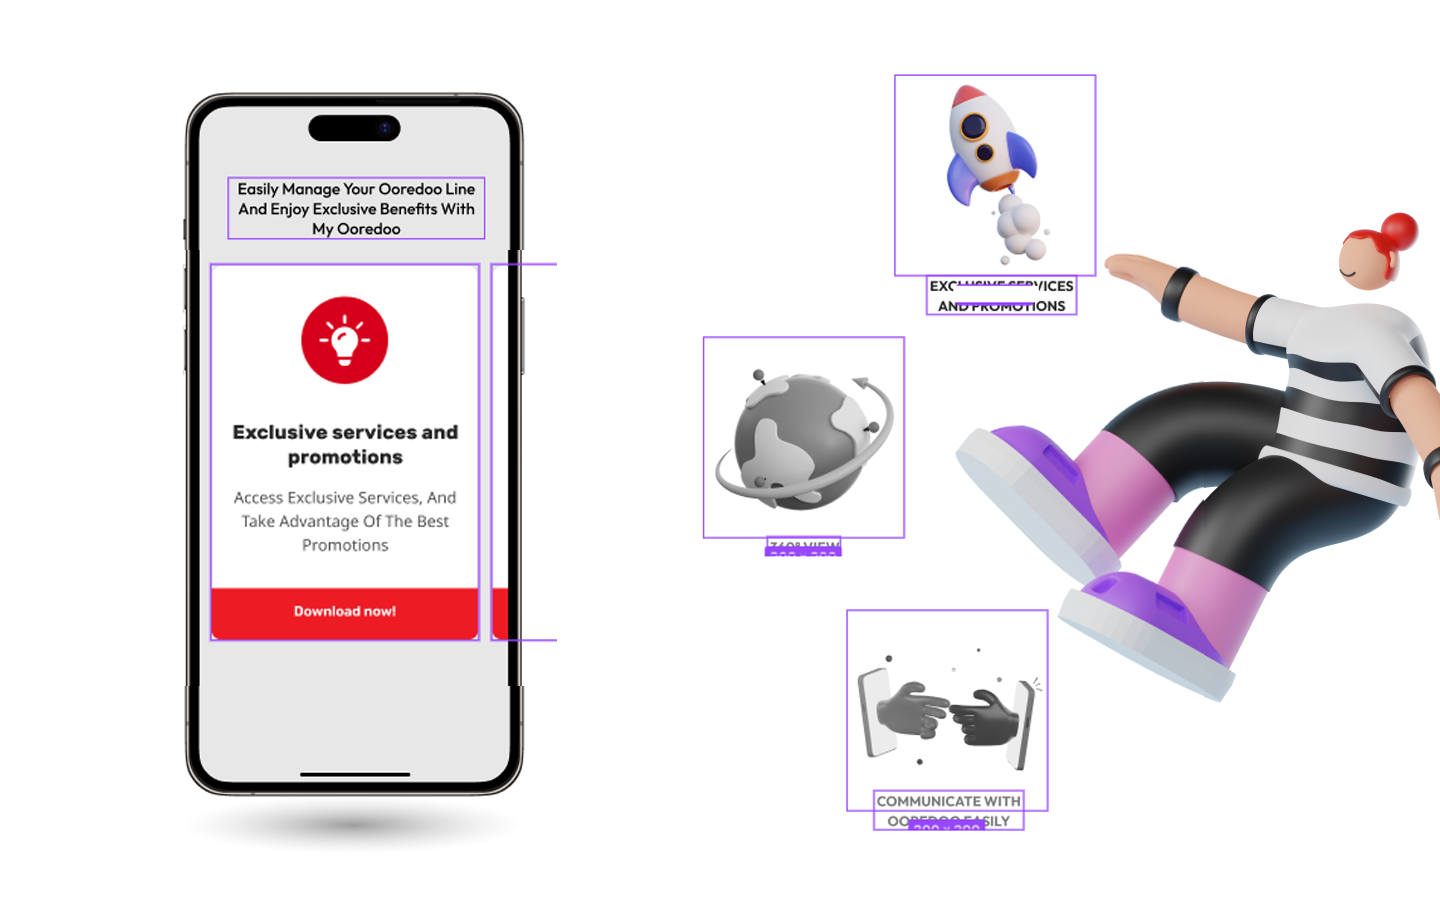 Easily Manage Your Ooredoo Line
And Enjoy Exclusive Benefits With
My Ooredoo
Exclusive services and
promotions
Access Exclusive Services, And
Take Advantage Of The Best
Promotions
Download now!
EXCLUSIVE SERVICES
AND PROMOTIONS
360° VIEW
COMMUNICATE WITH
OOREDOO EASILY